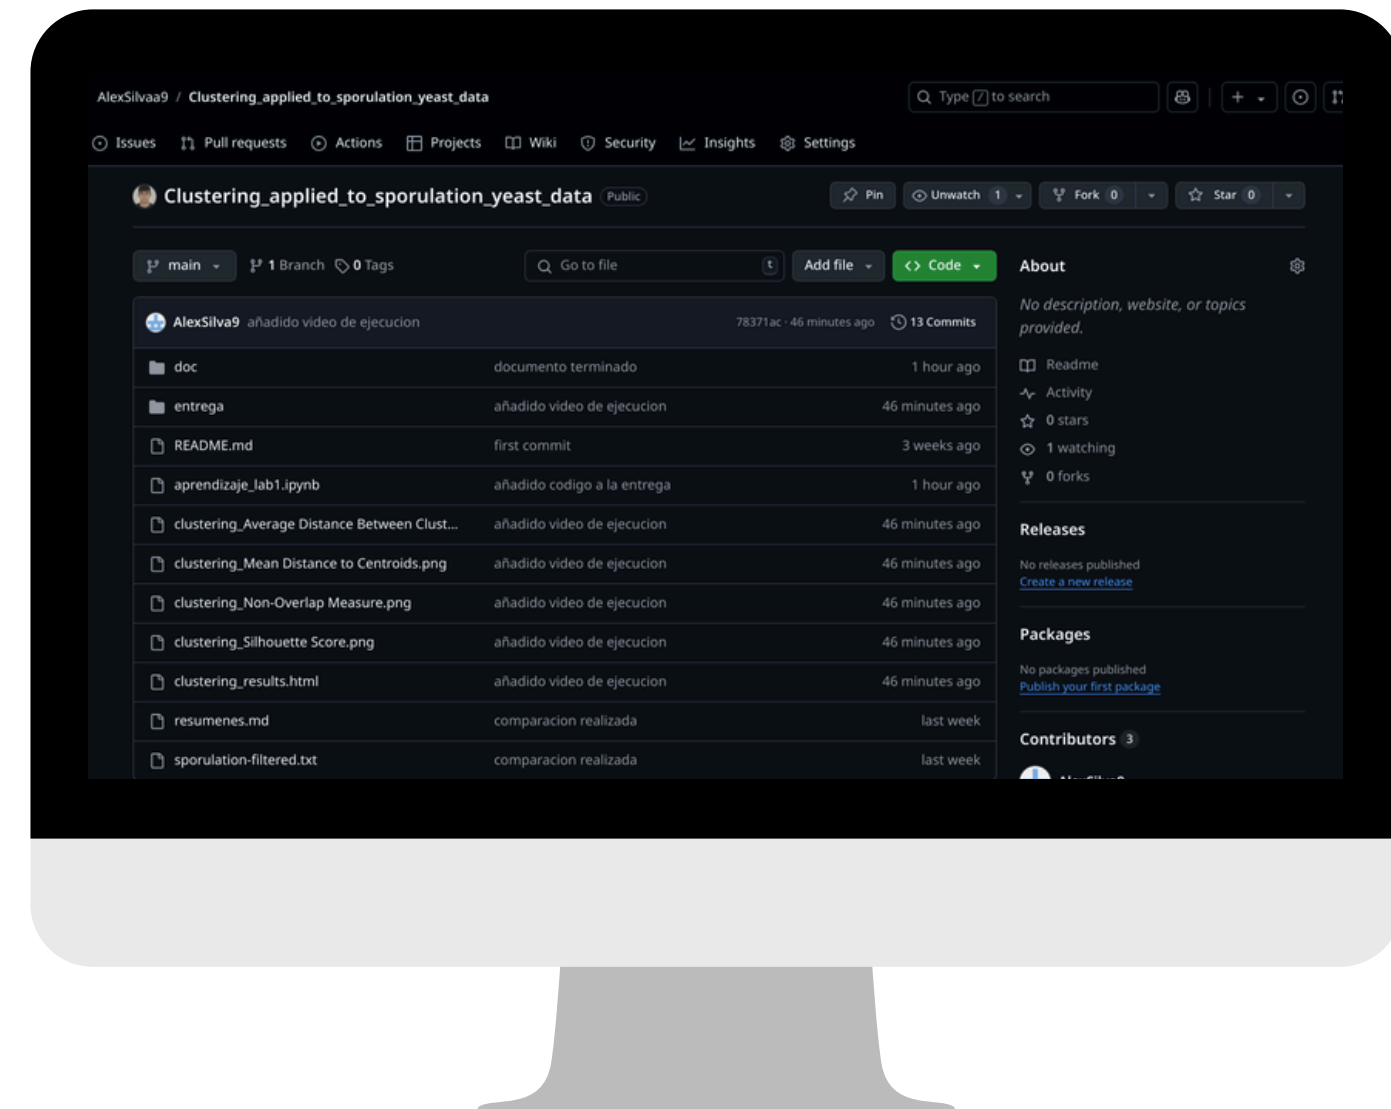 AlexSilvaa9 / Clustering_applied_to_sporulation_yeast_data
Type / to search
Issues Pull requests Actions Projects Wiki Security Insights Settings
Clustering_applied_to_sporulation_yeast_data Public
Pin Unwatch 1 Fork 0 Star 0
main 1 Branch 0 Tags
Go to file t Add file Code
AlexSilva9 añadido video de ejecucion 78371ac · 46 minutes ago 13 Commits
doc documento terminado 1 hour ago
entrega añadido video de ejecucion 46 minutes ago
README.md first commit 3 weeks ago
aprendizaje_lab1.ipynb añadido codigo a la entrega 1 hour ago
clustering_Average Distance Between Clust... añadido video de ejecucion 46 minutes ago
clustering_Mean Distance to Centroids.png añadido video de ejecucion 46 minutes ago
clustering_Non-Overlap Measure.png añadido video de ejecucion 46 minutes ago
clustering_Silhouette Score.png añadido video de ejecucion 46 minutes ago
clustering_results.html añadido video de ejecucion 46 minutes ago
resumenes.md comparacion realizada last week
sporulation-filtered.txt comparacion realizada last week
About
No description, website, or topics
provided.
Readme
Activity
0 stars
1 watching
0 forks
Releases
No releases published
Create a new release
Packages
No packages published
Publish your first package
Contributors 3